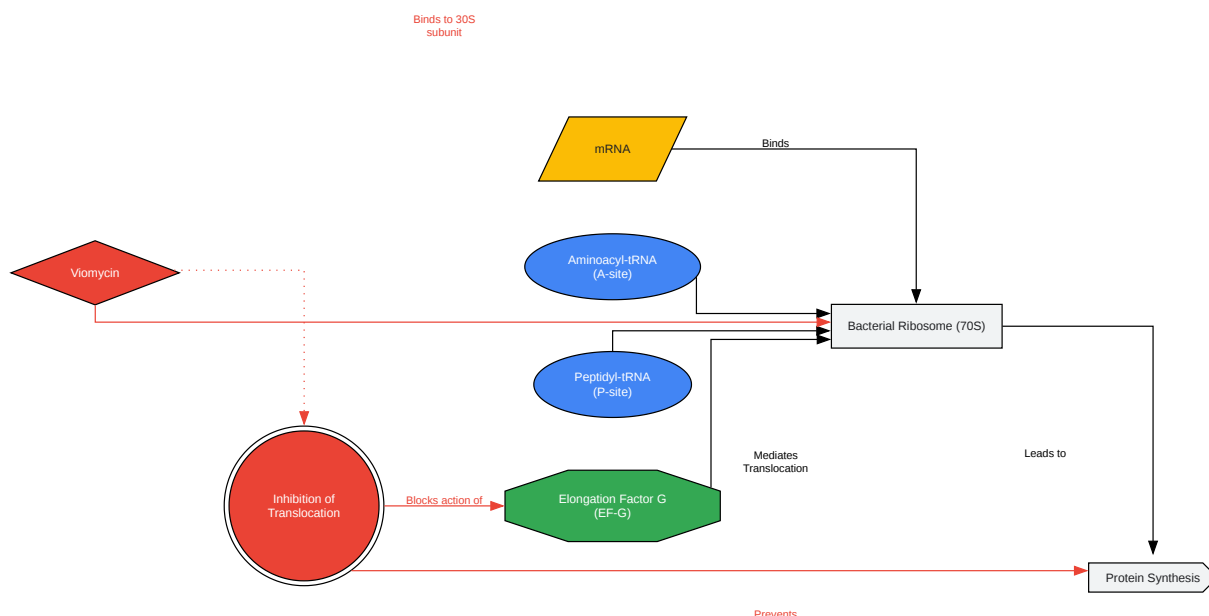 Binds to 30S
subunit
mRNA
Binds
Aminoacyl-tRNA
(A-site)
Viomycin
Bacterial Ribosome (70S)
Peptidyl-tRNA
(P-site)
Mediates
Translocation
Leads to
Inhibition of
Translocation
Blocks action of
Elongation Factor G
(EF-G)
Protein Synthesis
Prevents